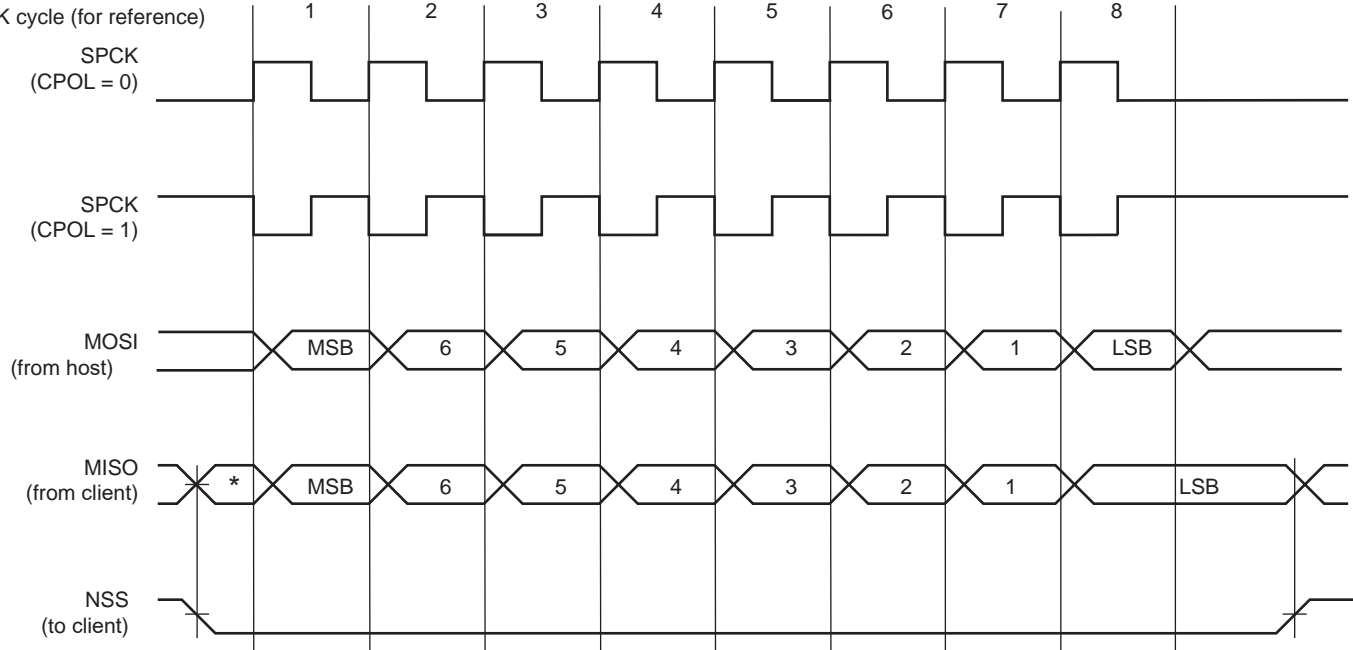 K cycle (for reference) 1 2 3 4 5 6 7 8
SPCK
(CPOL = 0)
SPCK
(CPOL = 1)
MOSI
(from host)
MSB 6 5 4 3 2 1 LSB
MISO
(from client)
* MSB 6 5 4 3 2 1 LSB
NSS
(to client)